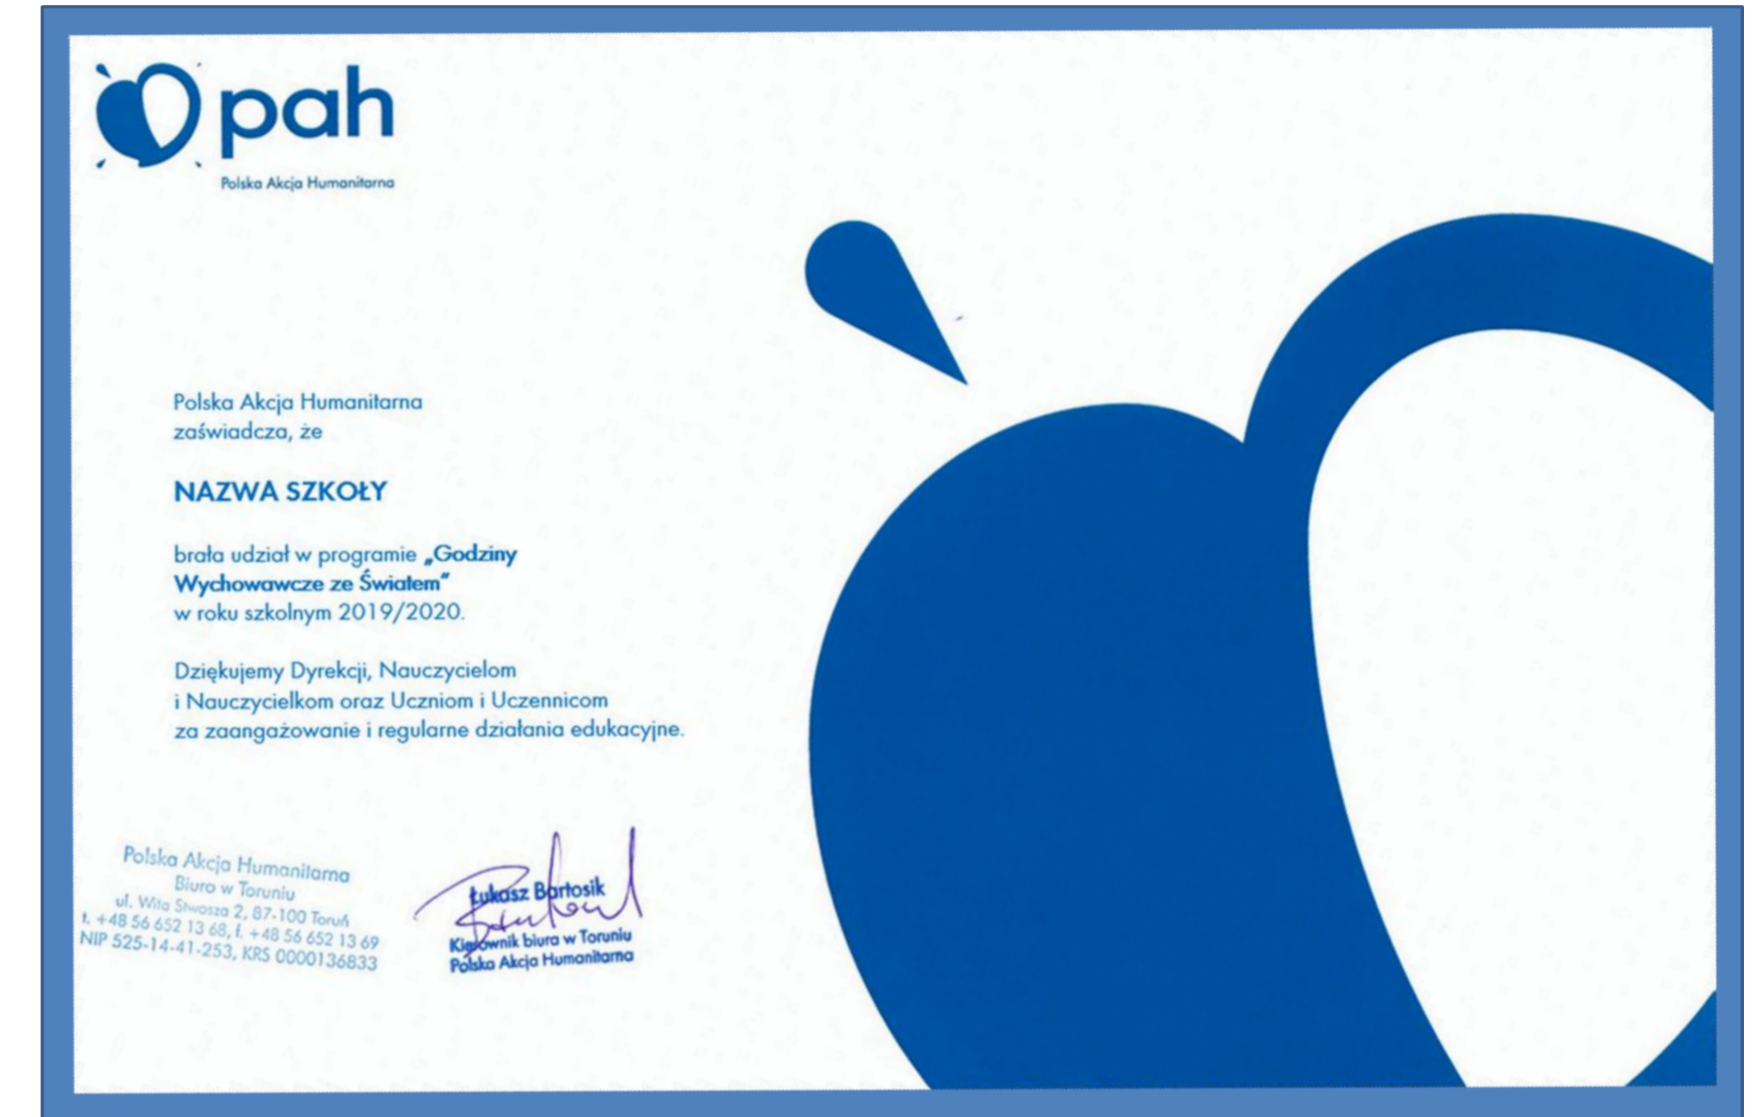 pah
Polska Akcja Humanitarna
Polska Akcja Humanitarna
zaświadcza, że
NAZWA SZKOŁY
brała udział w programie „Godziny
Wychowawcze ze Światem”
w roku szkolnym 2019/2020.
Dziękujemy Dyrekcji, Nauczycielom
i Nauczycielkom oraz Uczniom i Uczennicom
za zaangażowanie i regularne działania edukacyjne.
Polska Akcja Humanitarna
Biuro w Toruniu
ul. Wita Stwosza 2, 87-100 Toruń
t. +48 56 652 13 68, f. +48 56 652 13 69
NIP 525-14-41-253, KRS 0000136833
Łukasz Bartosik
Kierownik biura w Toruniu
Polska Akcja Humanitarna